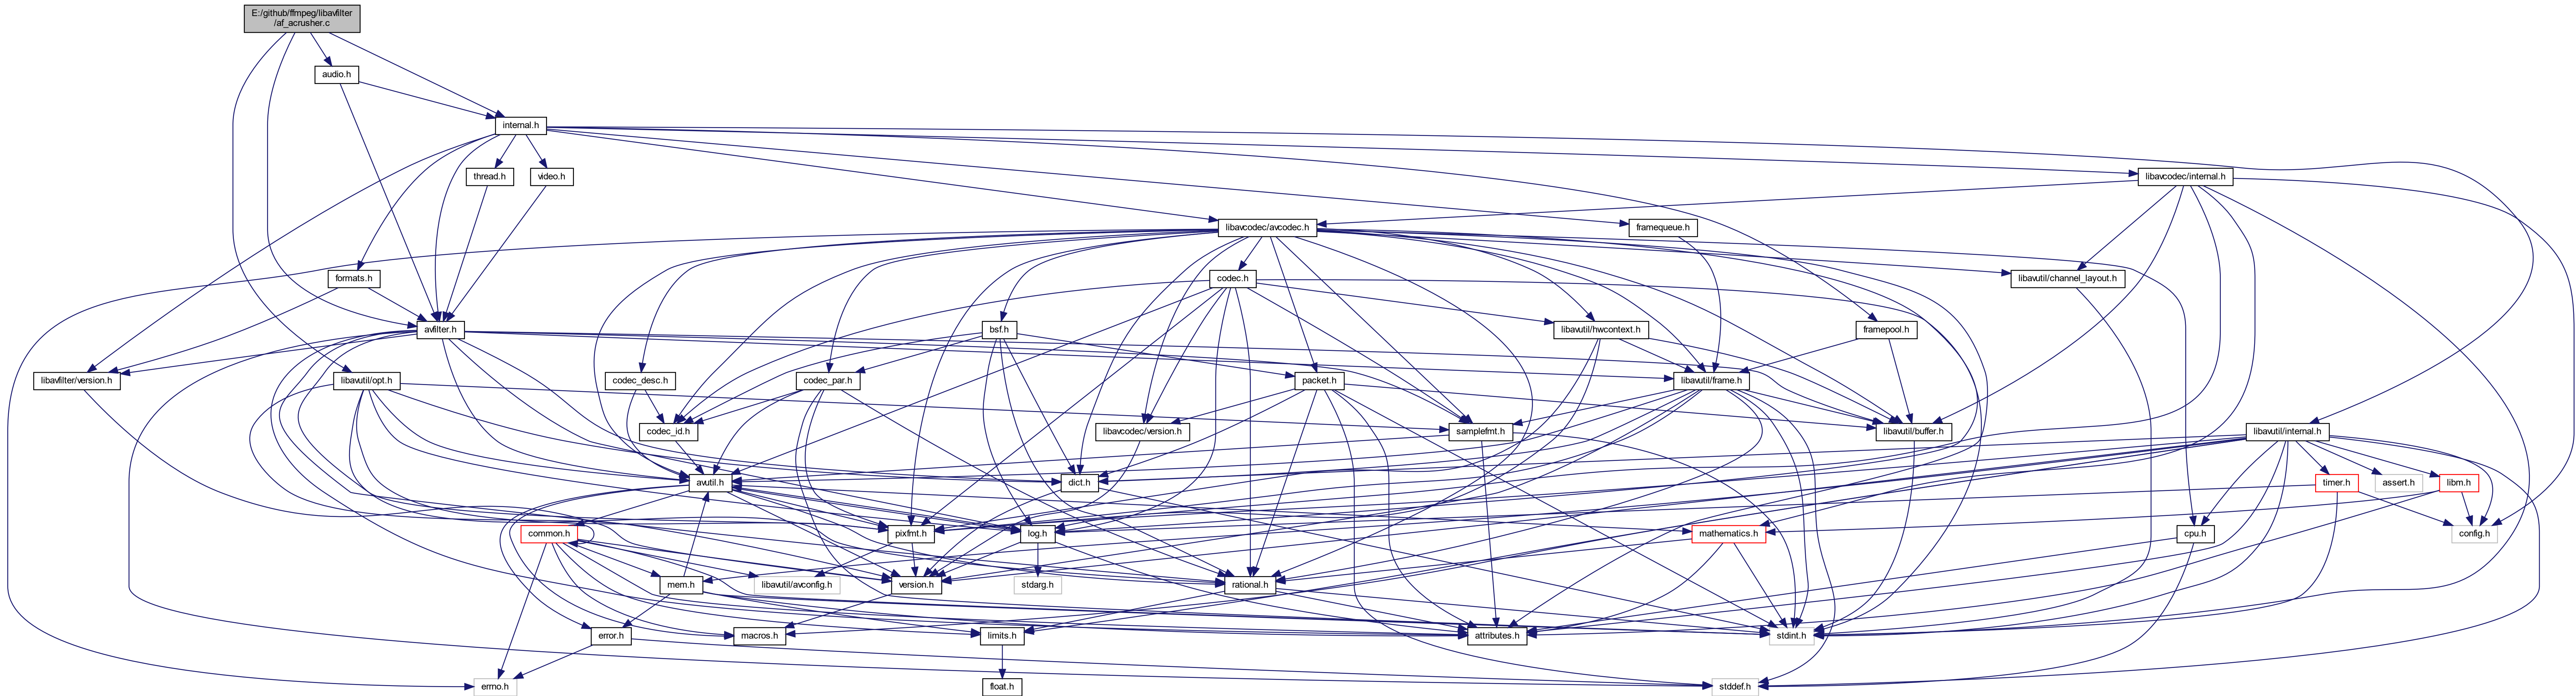 E:/github/ffmpeg/libavfilter
/af_acrusher.c
audio.h
internal.h
thread.h
video.h
libavcodec/internal.h
libavcodec/avcodec.h
framequeue.h
formats.h
codec.h
libavutil/channel_layout.h
avfilter.h
bsf.h
libavutil/hwcontext.h
framepool.h
libavfilter/version.h
libavutil/opt.h
codec_desc.h
codec_par.h
packet.h
libavutil/frame.h
codec_id.h
libavcodec/version.h
samplefmt.h
libavutil/buffer.h
libavutil/internal.h
avutil.h
dict.h
timer.h
assert.h
libm.h
common.h
pixfmt.h
log.h
mathematics.h
cpu.h
config.h
mem.h
libavutil/avconfig.h
version.h
stdarg.h
rational.h
error.h
macros.h
limits.h
attributes.h
stdint.h
errno.h
float.h
stddef.h